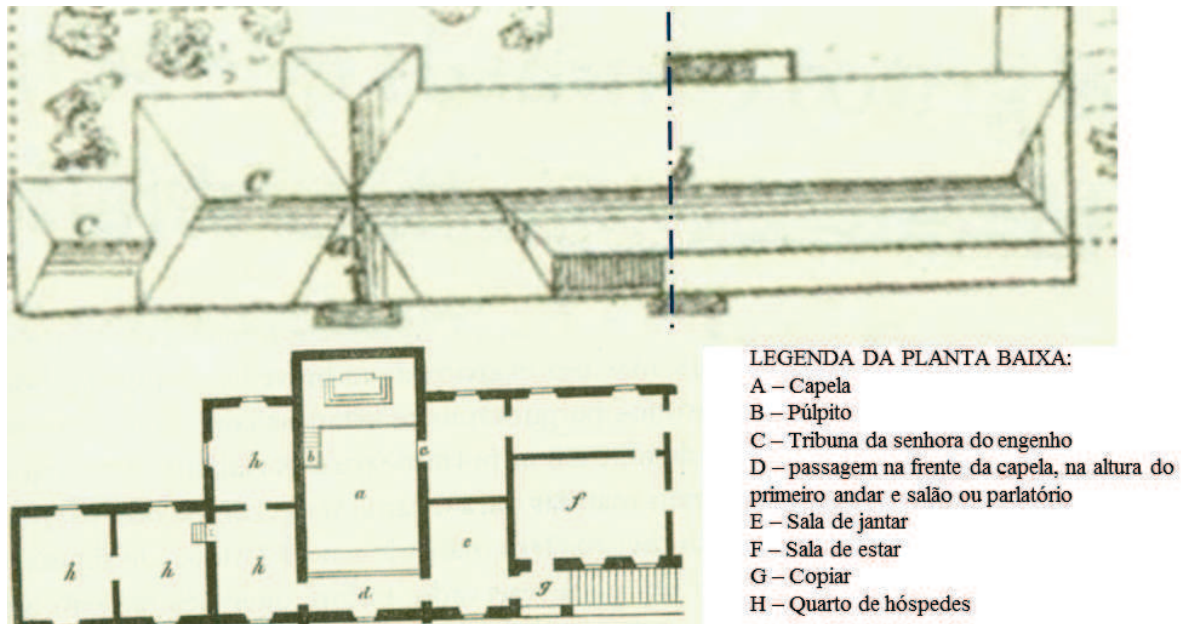 C
C
a
b
h
b
a
c
f
h
h
h
e
d
g
LEGENDA DA PLANTA BAIXA:
A – Capela
B – Púlpito
C – Tribuna da senhora do engenho
D – passagem na frente da capela, na altura do
primeiro andar e salão ou parlatório
E – Sala de jantar
F – Sala de estar
G – Copiar
H – Quarto de hóspedes